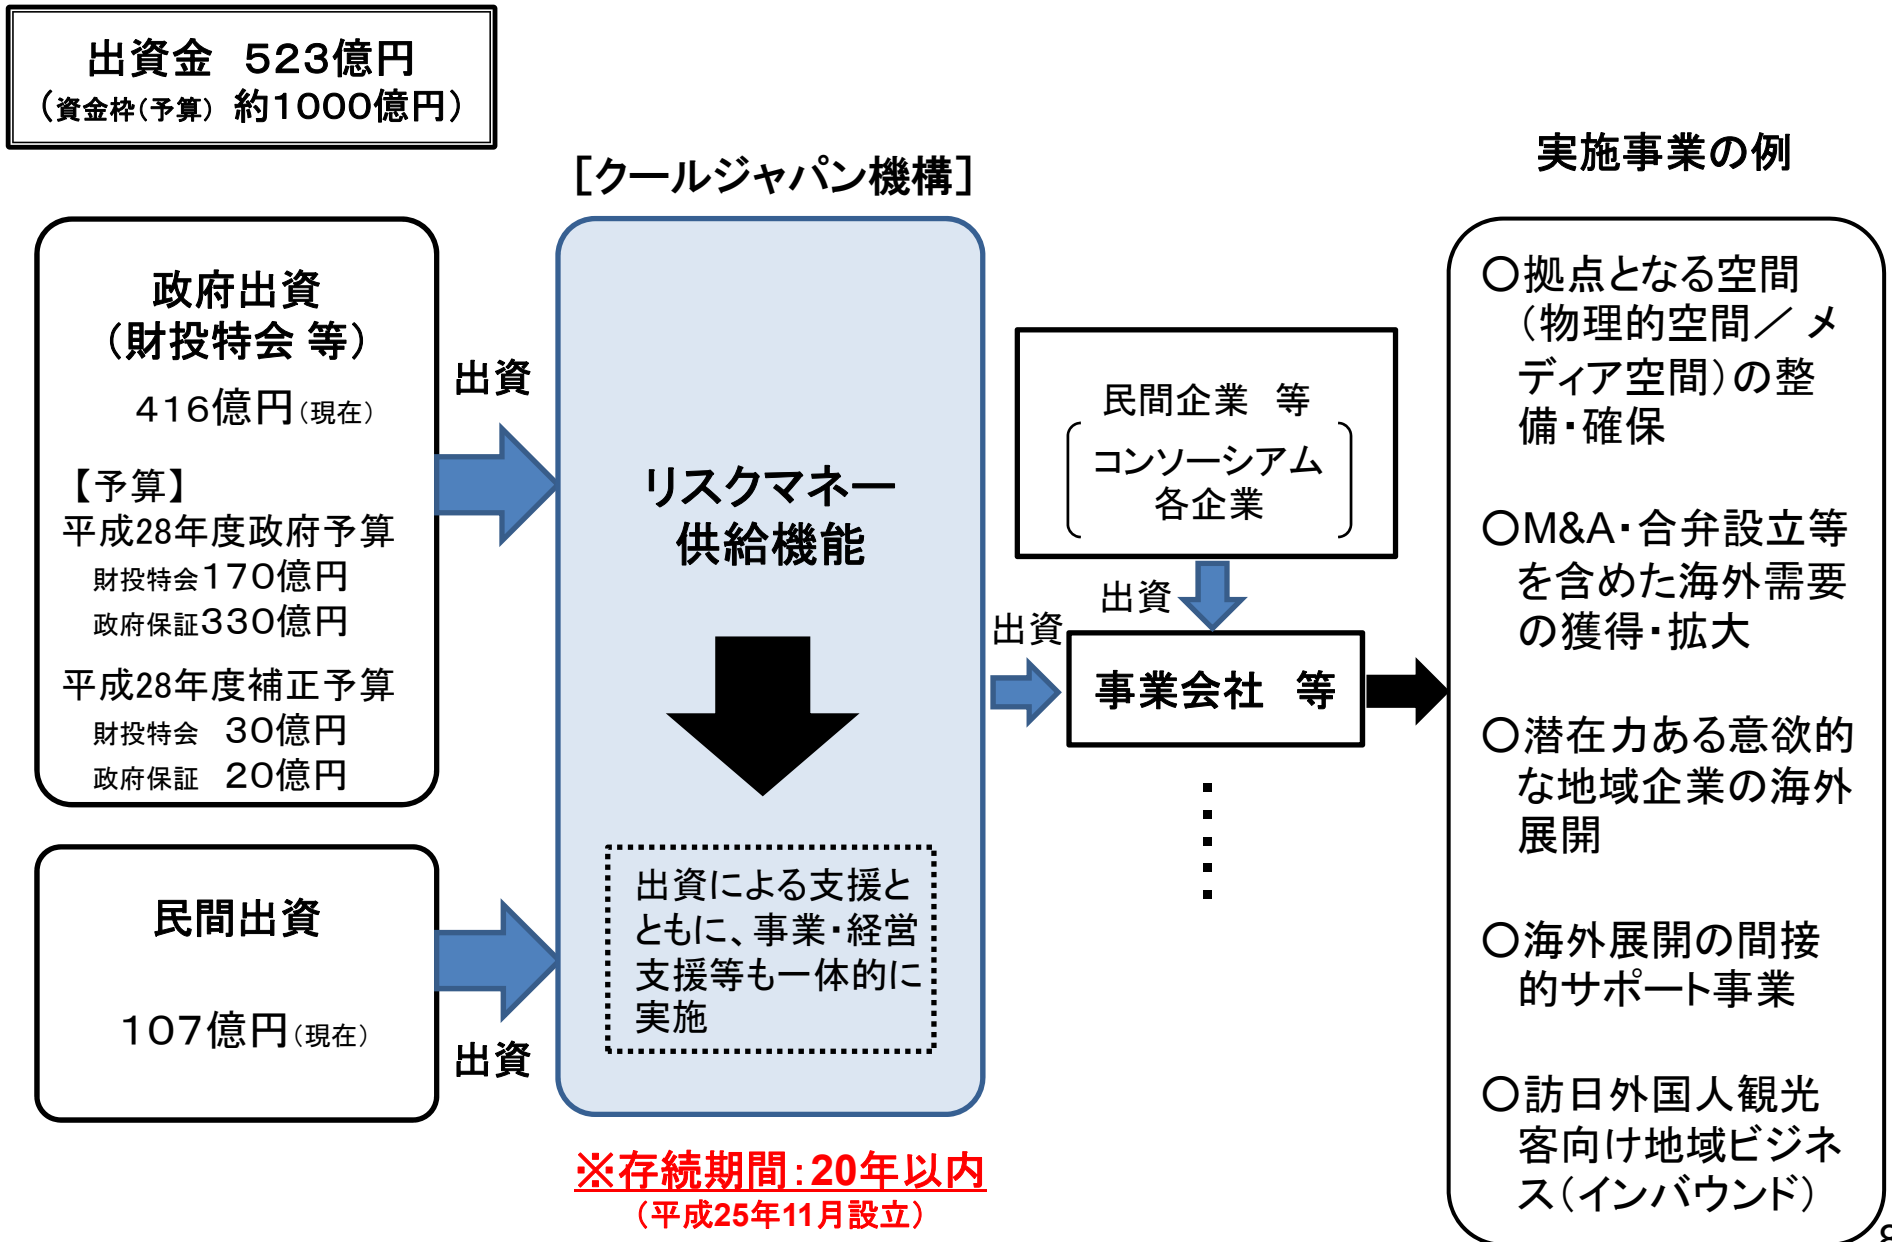 出資金　５２３億円
（資金枠（予算） 約１０００億円）
［クールジャパン機構］
実施事業の例
政府出資
（財投特会 等）
４１６億円（現在）
【予算】
平成28年度政府予算
財投特会１７０億円
政府保証３３０億円
平成28年度補正予算
財投特会　３０億円
政府保証　２０億円
出資
民間出資
１０７億円（現在）
出資
リスクマネー
供給機能
出資による支援と
ともに、事業・経営
支援等も一体的に
実施
※存続期間：20年以内
（平成25年11月設立）
民間企業　等
コンソーシアム
各企業
出資
出資
事業会社　等
○拠点となる空間
（物理的空間／メ
ディア空間）の整
備・確保
○M&A・合弁設立等
を含めた海外需要
の獲得・拡大
○潜在力ある意欲的
な地域企業の海外
展開
○海外展開の間接
的サポート事業
○訪日外国人観光
客向け地域ビジネ
ス（インバウンド）